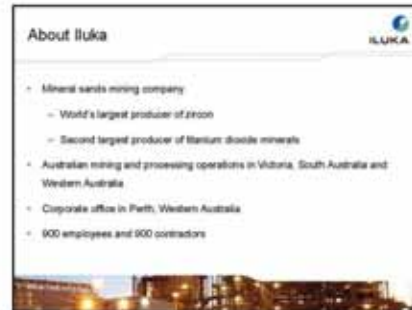 About Iluka
ILUKA
• Mineral sands mining company
– World's largest producer of zircon
– Second largest producer of titanium dioxide minerals
• Australian mining and processing operations in Victoria, South Australia and
Western Australia
• Corporate office in Perth, Western Australia
• 900 employees and 900 contractors